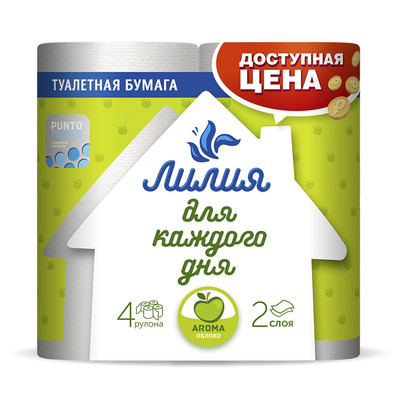 ДОСТУПНАЯ
ЦЕНА
ТУАЛЕТНАЯ БУМАГА
PUNTO
Лилия
для
каждого
дня
4 рулона
AROMA
ЯБЛОКО
2 слоя